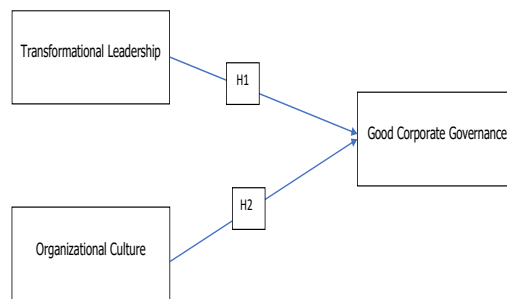 Transformational Leadership
H1
Good Corporate Governance
H2
Organizational Culture